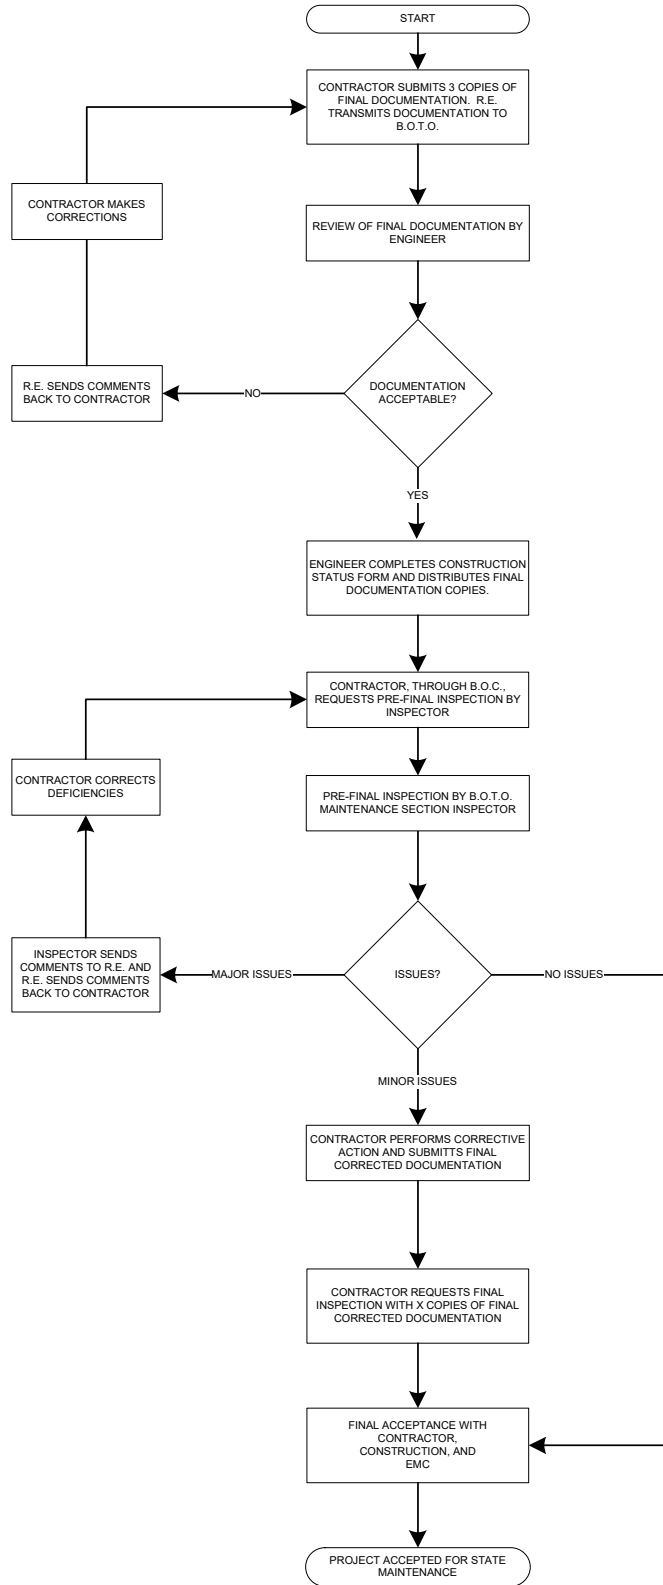 START
CONTRACTOR SUBMITS 3 COPIES OF
FINAL DOCUMENTATION. R.E.
TRANSMITS DOCUMENTATION TO
B.O.T.O.
CONTRACTOR MAKES
CORRECTIONS
REVIEW OF FINAL DOCUMENTATION BY
ENGINEER
R.E. SENDS COMMENTS
BACK TO CONTRACTOR
NO
DOCUMENTATION
ACCEPTABLE?
YES
ENGINEER COMPLETES CONSTRUCTION
STATUS FORM AND DISTRIBUTES FINAL
DOCUMENTATION COPIES.
CONTRACTOR, THROUGH B.O.C.,
REQUESTS PRE-FINAL INSPECTION BY
INSPECTOR
CONTRACTOR CORRECTS
DEFICIENCIES
PRE-FINAL INSPECTION BY B.O.T.O.
MAINTENANCE SECTION INSPECTOR
INSPECTOR SENDS
COMMENTS TO R.E. AND
R.E. SENDS COMMENTS
BACK TO CONTRACTOR
MAJOR ISSUES
ISSUES?
NO ISSUES
MINOR ISSUES
CONTRACTOR PERFORMS CORRECTIVE
ACTION AND SUBMITTS FINAL
CORRECTED DOCUMENTATION
CONTRACTOR REQUESTS FINAL
INSPECTION WITH X COPIES OF FINAL
CORRECTED DOCUMENTATION
FINAL ACCEPTANCE WITH
CONTRACTOR,
CONSTRUCTION, AND
EMC
PROJECT ACCEPTED FOR STATE
MAINTENANCE